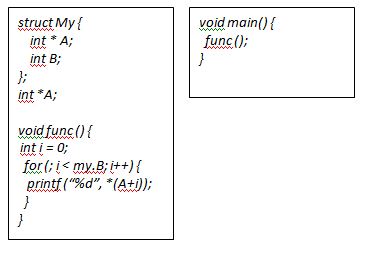 struct My {
int * A;
int B;
};
int *A;
void func () {
int i = 0;
for (; i < my.B; i++) {
printf (“%d”, *(A+i));
}
}
void main() {
func ();
}